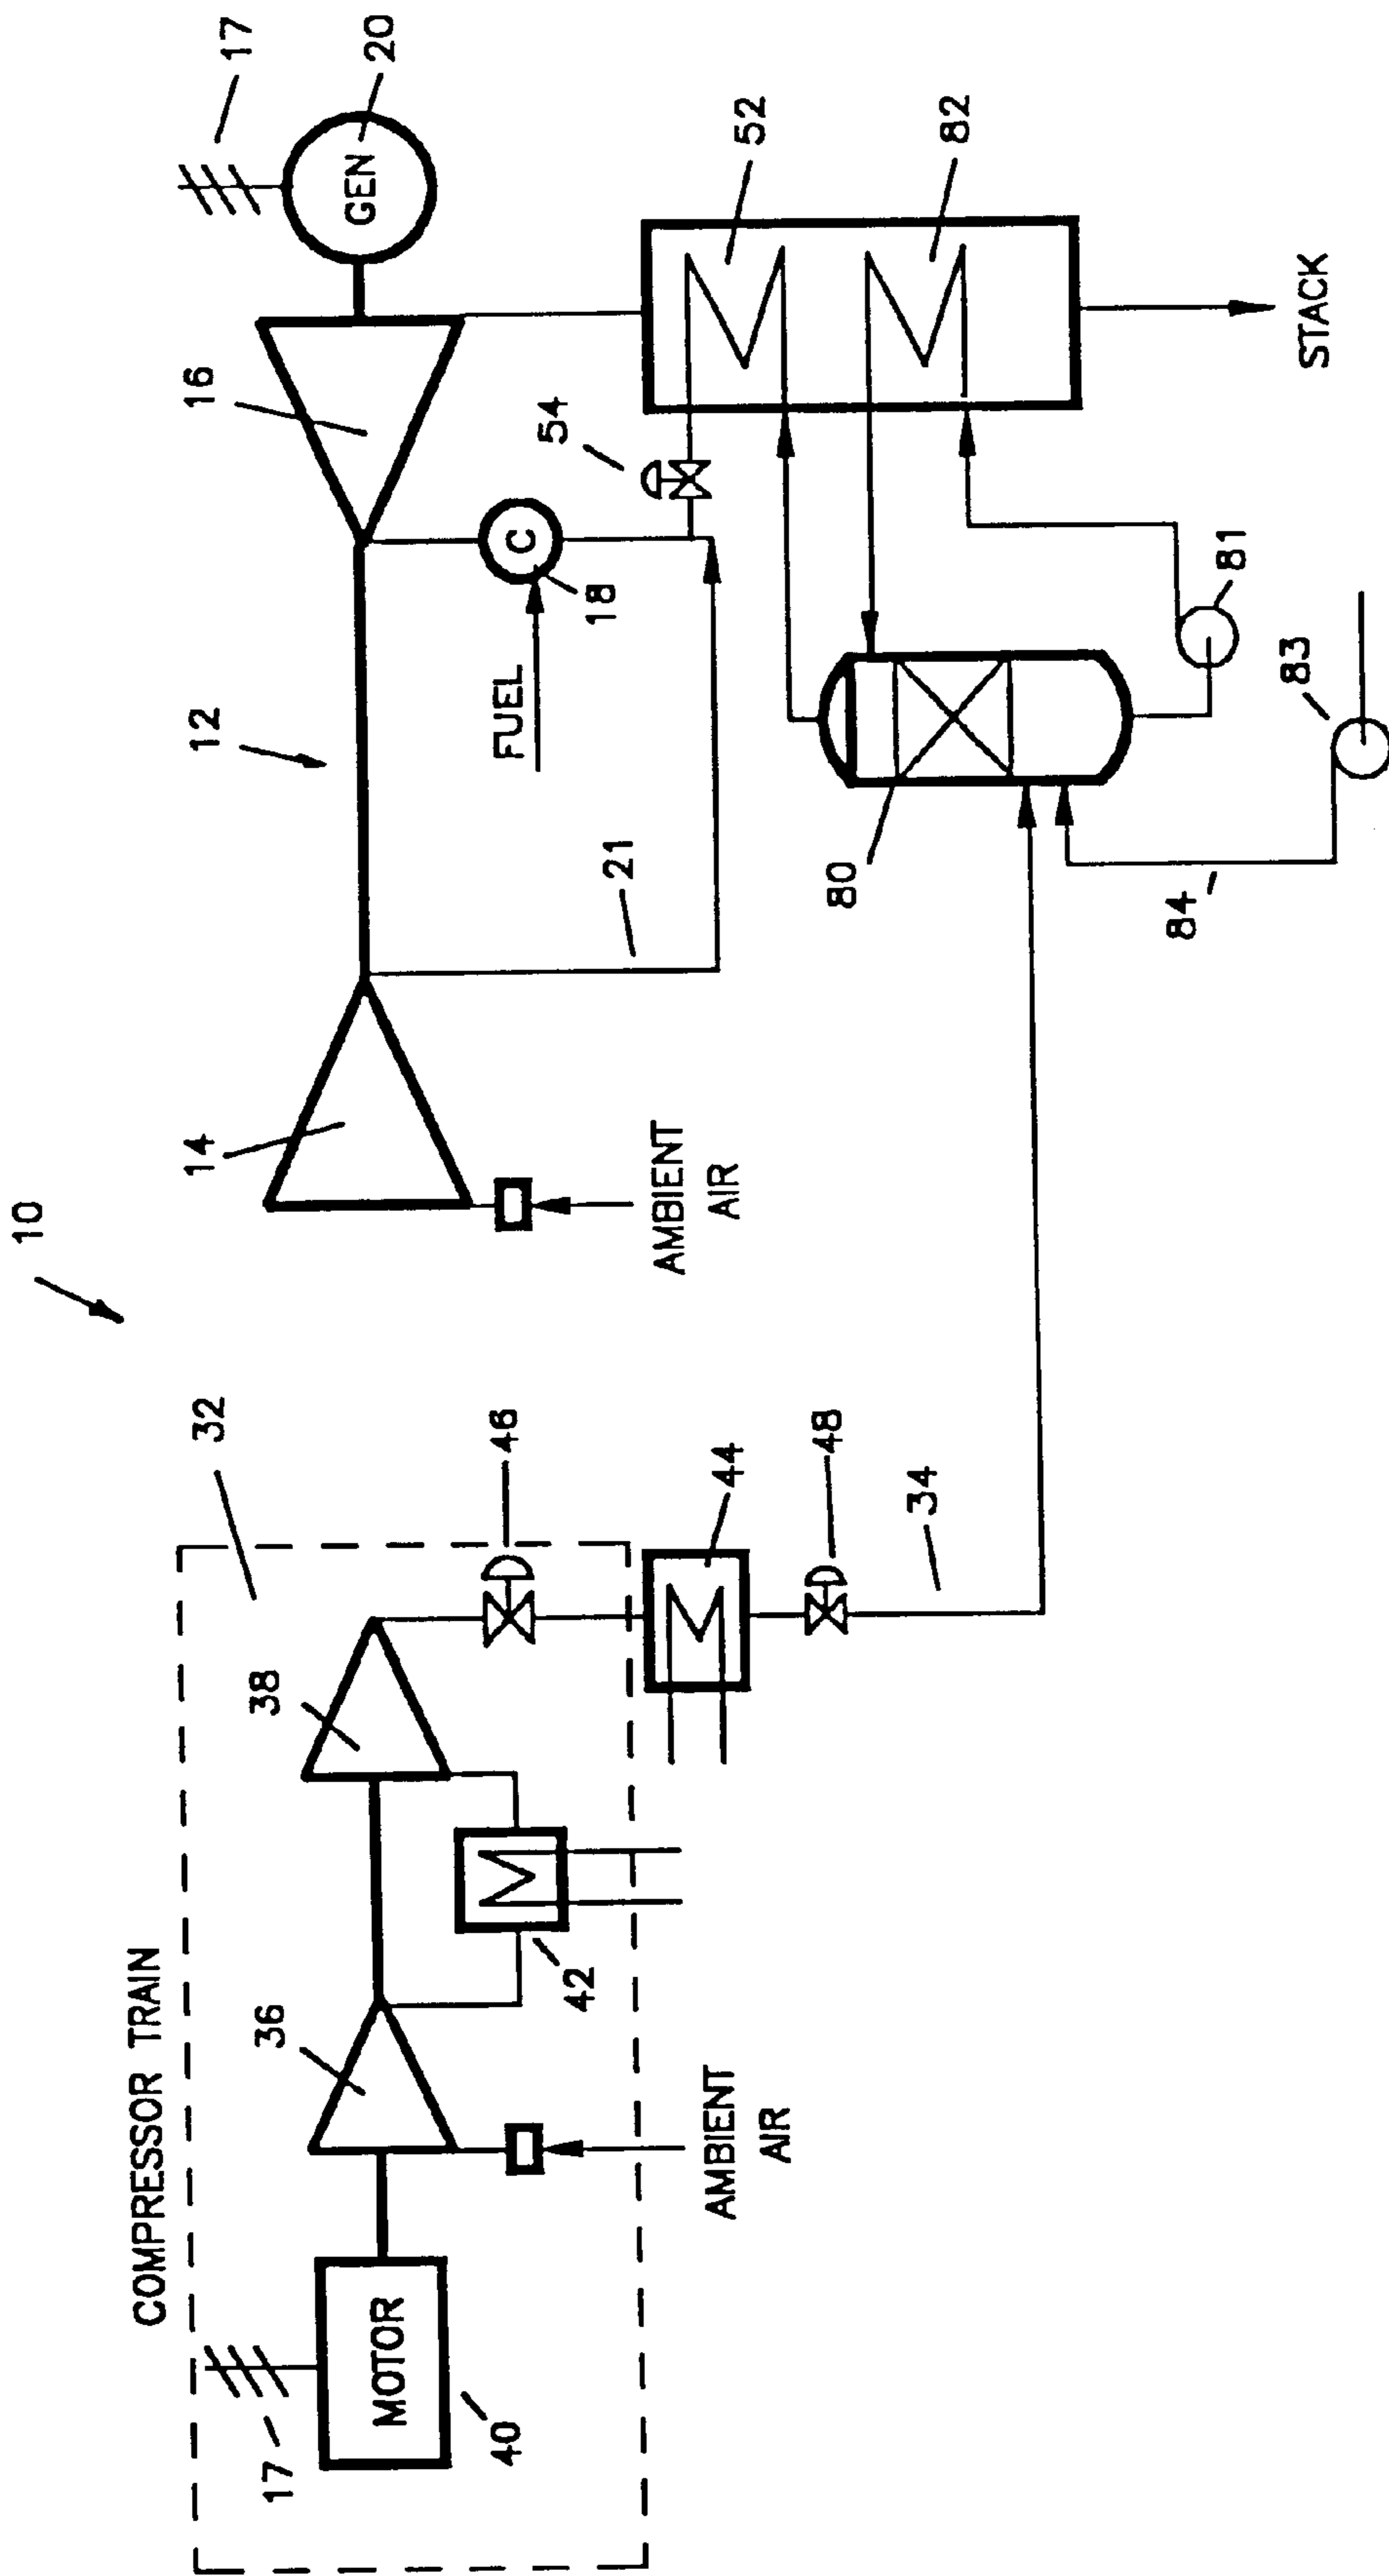 10
COMPRESSOR TRAIN
32
17
MOTOR
40
36
38
42
46
AMBIENT
AIR
44
48
34
12
14
16
17
GEN
20
AMBIENT
AIR
21
FUEL
C
18
54
52
82
80
81
83
84
STACK